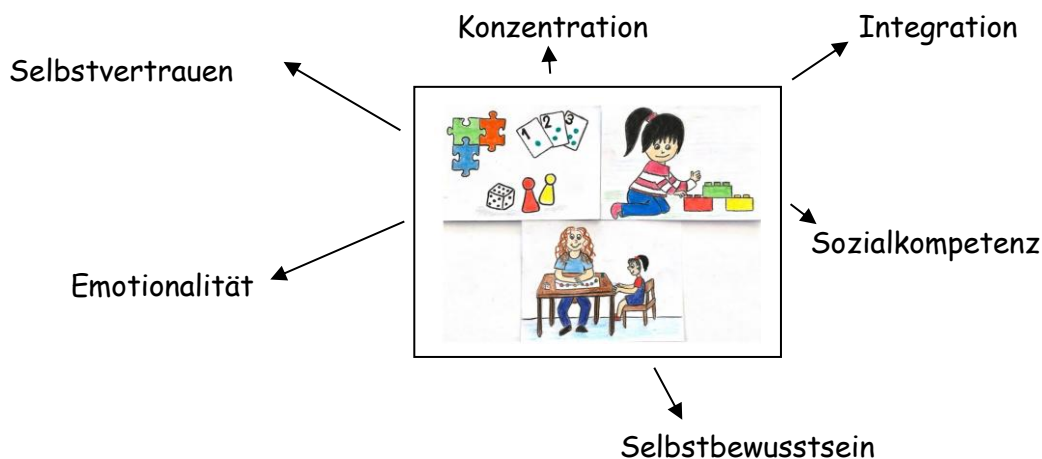 Konzentration
Integration
Selbstvertrauen
1 2 3
Sozialkompetenz
Emotionalität
Selbstbewusstsein